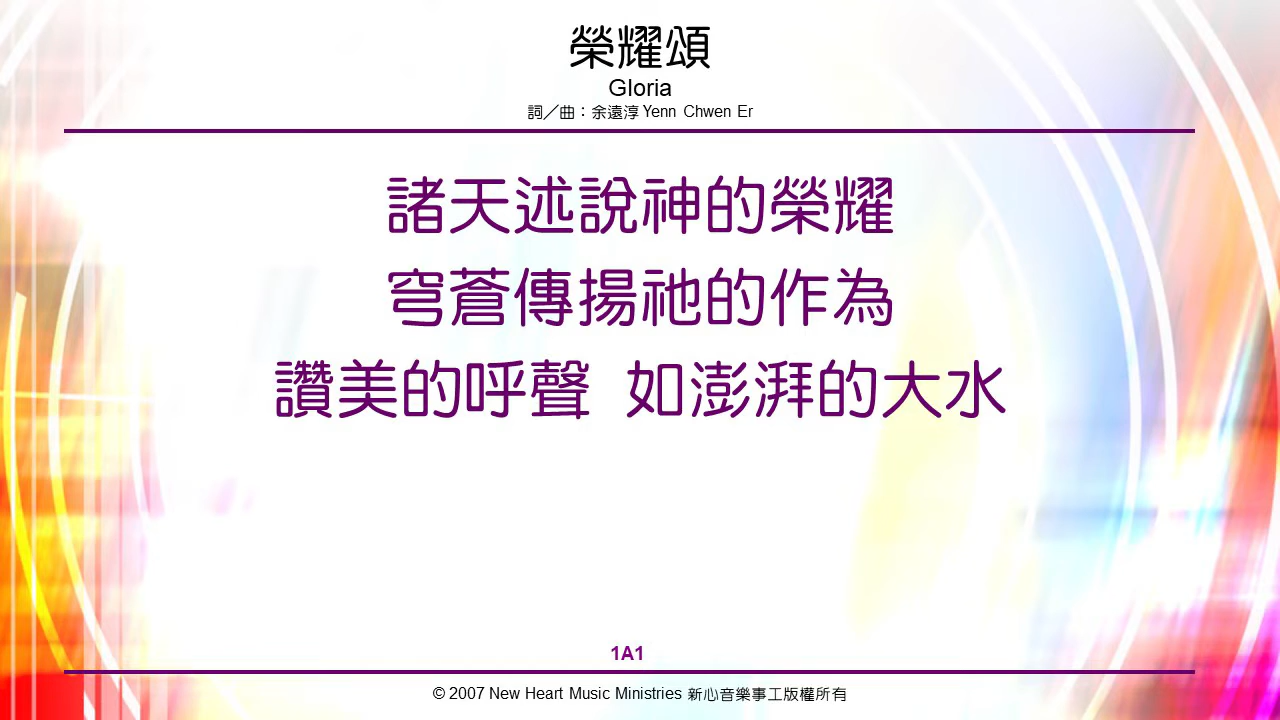 榮耀頌
Gloria
詞╱曲：余遠淳 Yenn Chwen Er
諸天述說神的榮耀
穹蒼傳揚祂的作為
讚美的呼聲 如澎湃的大水
1A1
© 2007 New Heart Music Ministries 新心音樂事工版權所有